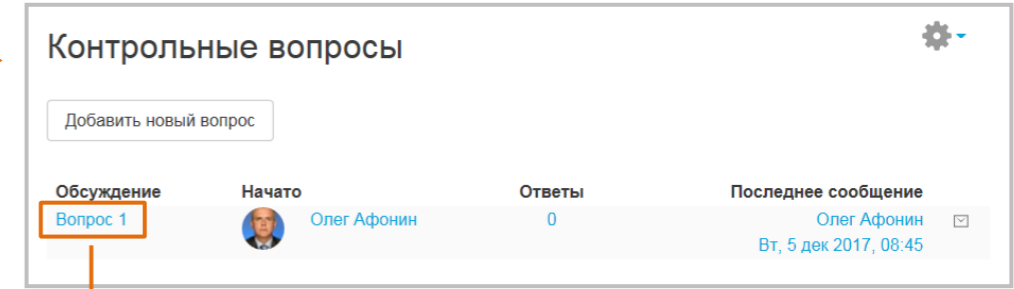 Контрольные вопросы
Добавить новый вопрос
Обсуждение Начато Ответы Последнее сообщение
Вопрос 1 Олег Афонин 0 Олег Афонин
Вт, 5 дек 2017, 08:45